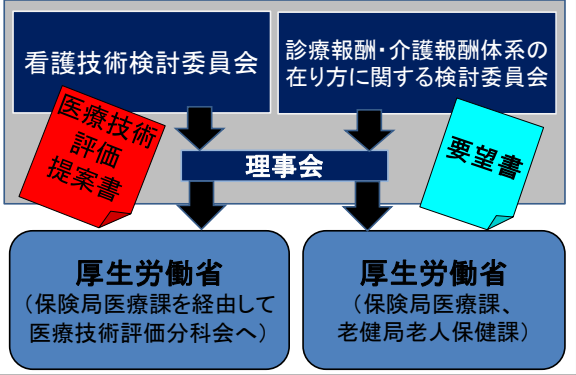 看護技術検討委員会
診療報酬・介護報酬体系の
在り方に関する検討委員会
医療技術
評価
提案書
理事会
要望書
厚生労働省
（保険局医療課を経由して
医療技術評価分科会へ）
厚生労働省
（保険局医療課、
老健局老人保健課）